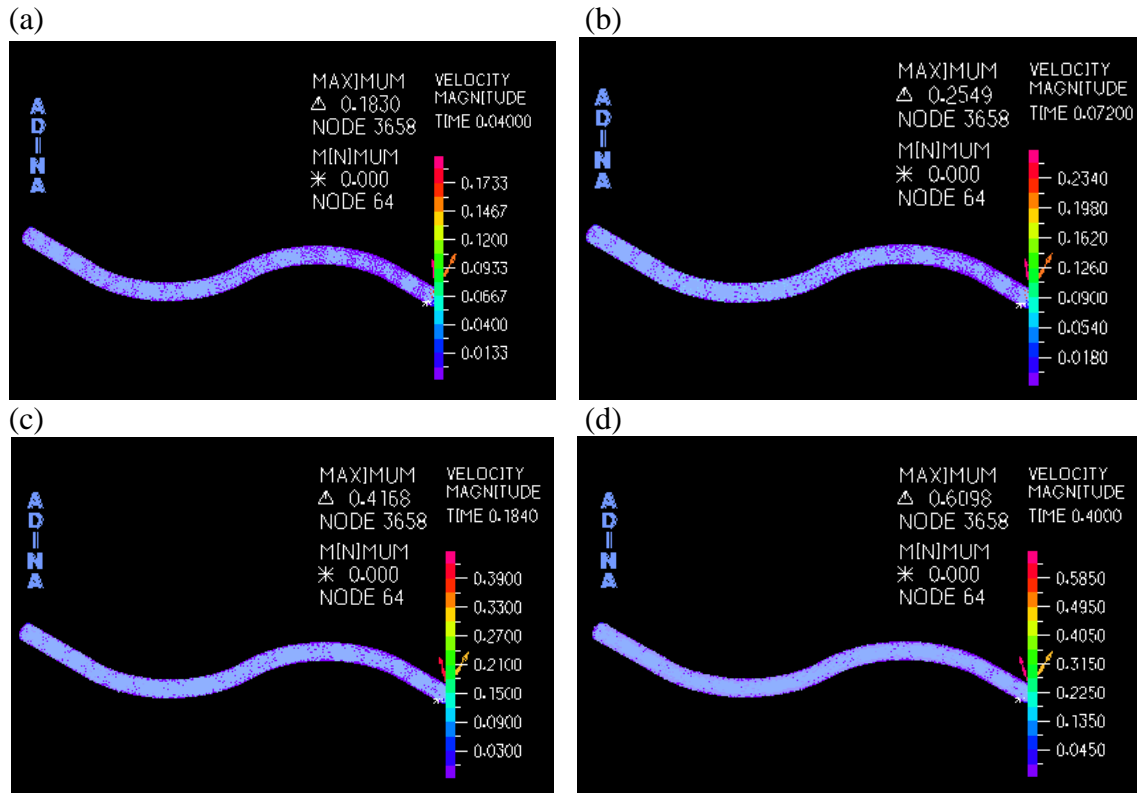 (a)
ADINA
MAXIMUM
△ 0.1830
NODE 3658
MINIMUM
* 0.000
NODE 64
VELOCITY
MAGNITUDE
TIME 0.04000
0.1733
0.1467
0.1200
0.0933
0.0667
0.0400
0.0133
(b)
ADINA
MAXIMUM
△ 0.2549
NODE 3658
MINIMUM
* 0.000
NODE 64
VELOCITY
MAGNITUDE
TIME 0.07200
0.2340
0.1980
0.1620
0.1260
0.0900
0.0540
0.0180
(c)
ADINA
MAXIMUM
△ 0.4168
NODE 3658
MINIMUM
* 0.000
NODE 64
VELOCITY
MAGNITUDE
TIME 0.1840
0.3900
0.3300
0.2700
0.2100
0.1500
0.0900
0.0300
(d)
ADINA
MAXIMUM
△ 0.6098
NODE 3658
MINIMUM
* 0.000
NODE 64
VELOCITY
MAGNITUDE
TIME 0.4000
0.5850
0.4950
0.4050
0.3150
0.2250
0.1350
0.0450